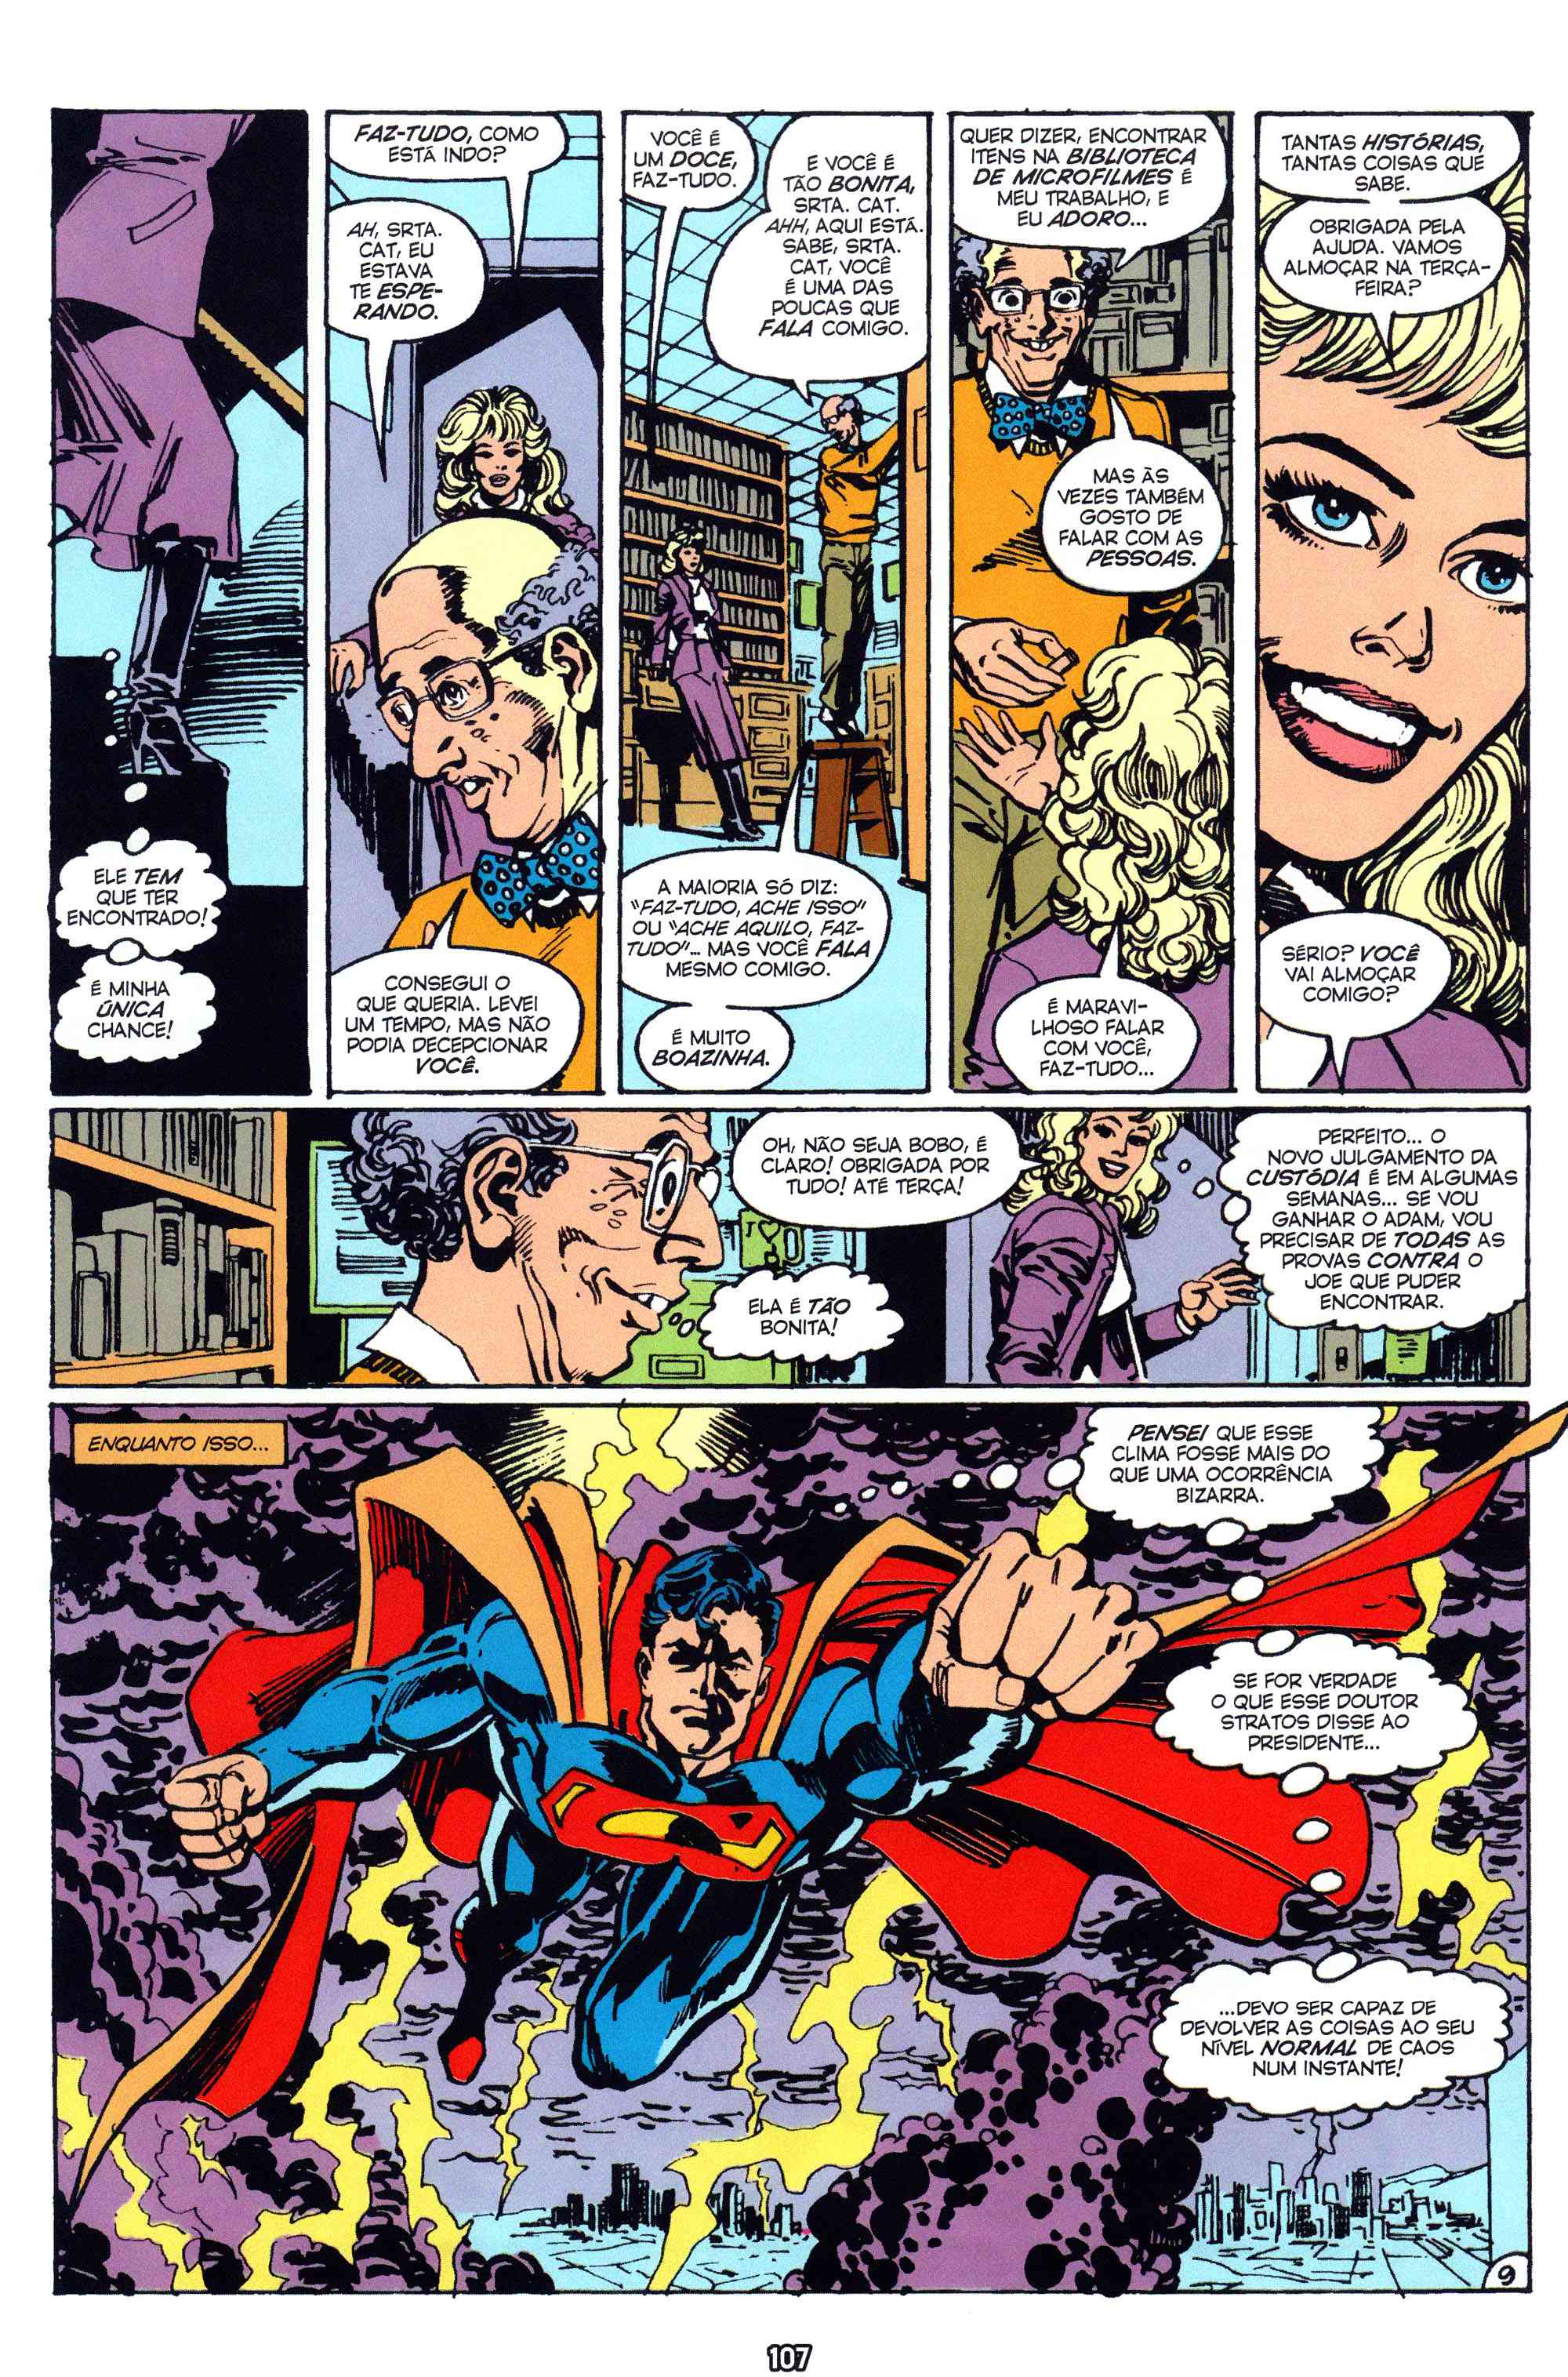 ELE TEM
QUE TER
ENCONTRADO!
É MINHA
ÚNICA
CHANCE!
FAZ-TUDO, COMO
ESTÁ INDO?
AH, SRTA.
CAT, EU
ESTAVA
TE ESPE-
RANDO.
CONSEGUI O
QUE QUERIA. LEVEI
UM TEMPO, MAS NÃO
PODIA DECEPCIONAR
VOCÊ.
VOCÊ É
UM DOCE,
FAZ-TUDO.
E VOCÊ É
TÃO BONITA,
SRTA. CAT.
AHH, AQUI ESTÁ.
SABE, SRTA.
CAT, VOCÊ
É UMA DAS
POUCAS QUE
FALA COMIGO.
A MAIORIA SÓ DIZ:
"FAZ-TUDO, ACHE ISSO"
OU "ACHE AQUILO, FAZ-
TUDO"... MAS VOCÊ FALA
MESMO COMIGO.
É MUITO
BOAZINHA.
QUER DIZER, ENCONTRAR
ITENS NA BIBLIOTECA
DE MICROFILMES É
MEU TRABALHO, E
EU ADORO...
MAS ÀS
VEZES TAMBÉM
GOSTO DE
FALAR COM AS
PESSOAS.
É MARAVI-
LHOSO FALAR
COM VOCÊ,
FAZ-TUDO...
TANTAS HISTÓRIAS,
TANTAS COISAS QUE
SABE.
OBRIGADA PELA
AJUDA. VAMOS
ALMOÇAR NA TERÇA-
FEIRA?
SÉRIO? VOCÊ
VAI ALMOÇAR
COMIGO?
OH, NÃO SEJA BOBO, É
CLARO! OBRIGADA POR
TUDO! ATÉ TERÇA!
ELA É TÃO
BONITA!
PERFEITO... O
NOVO JULGAMENTO DA
CUSTÓDIA É EM ALGUMAS
SEMANAS... SE VOU
GANHAR O ADAM, VOU
PRECISAR DE TODAS AS
PROVAS CONTRA O
JOE QUE PUDER
ENCONTRAR.
ENQUANTO ISSO...
PENSEI QUE ESSE
CLIMA FOSSE MAIS DO
QUE UMA OCORRÊNCIA
BIZARRA.
SE FOR VERDADE
O QUE ESSE DOUTOR
STRATOS DISSE AO
PRESIDENTE...
...DEVO SER CAPAZ DE
DEVOLVER AS COISAS AO SEU
NÍVEL NORMAL DE CAOS
NUM INSTANTE!
9
107